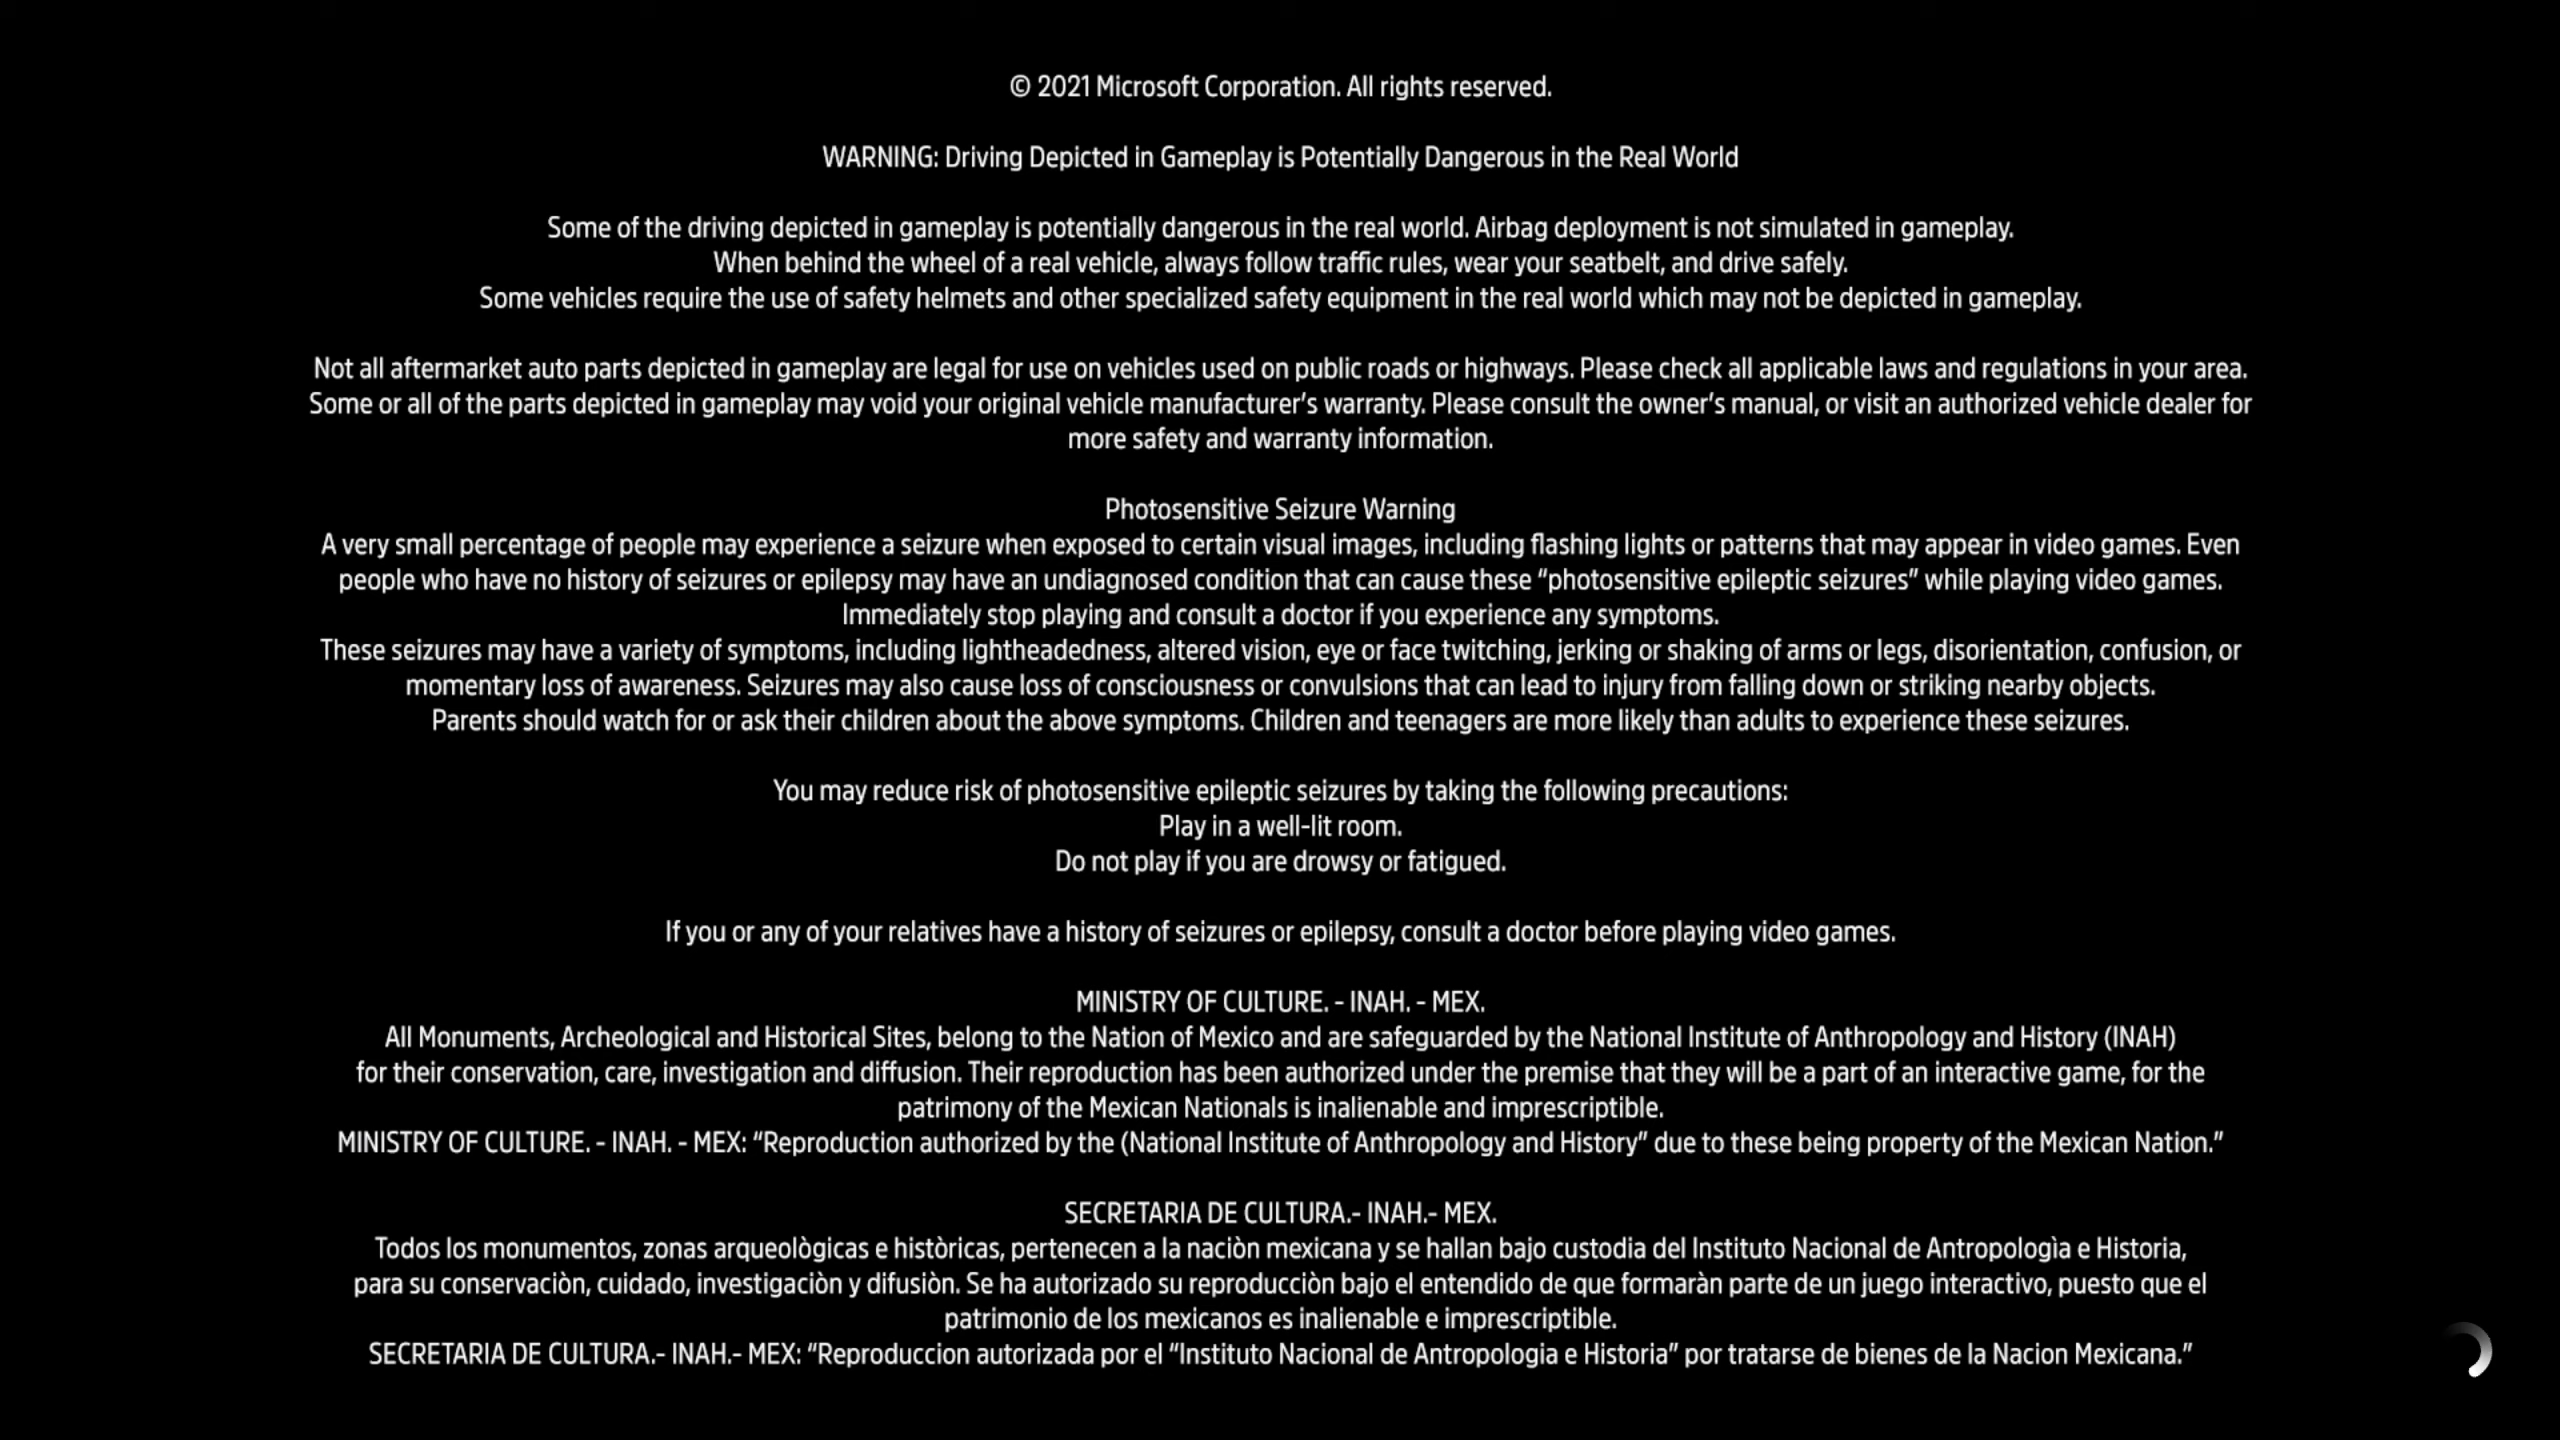 © 2021 Microsoft Corporation. All rights reserved.
WARNING: Driving Depicted in Gameplay is Potentially Dangerous in the Real World
Some of the driving depicted in gameplay is potentially dangerous in the real world. Airbag deployment is not simulated in gameplay.
When behind the wheel of a real vehicle, always follow traffic rules, wear your seatbelt, and drive safely.
Some vehicles require the use of safety helmets and other specialized safety equipment in the real world which may not be depicted in gameplay.
Not all aftermarket auto parts depicted in gameplay are legal for use on vehicles used on public roads or highways. Please check all applicable laws and regulations in your area.
Some or all of the parts depicted in gameplay may void your original vehicle manufacturer’s warranty. Please consult the owner’s manual, or visit an authorized vehicle dealer for
more safety and warranty information.
Photosensitive Seizure Warning
A very small percentage of people may experience a seizure when exposed to certain visual images, including flashing lights or patterns that may appear in video games. Even
people who have no history of seizures or epilepsy may have an undiagnosed condition that can cause these “photosensitive epileptic seizures” while playing video games.
Immediately stop playing and consult a doctor if you experience any symptoms.
These seizures may have a variety of symptoms, including lightheadedness, altered vision, eye or face twitching, jerking or shaking of arms or legs, disorientation, confusion, or
momentary loss of awareness. Seizures may also cause loss of consciousness or convulsions that can lead to injury from falling down or striking nearby objects.
Parents should watch for or ask their children about the above symptoms. Children and teenagers are more likely than adults to experience these seizures.
You may reduce risk of photosensitive epileptic seizures by taking the following precautions:
Play in a well-lit room.
Do not play if you are drowsy or fatigued.
If you or any of your relatives have a history of seizures or epilepsy, consult a doctor before playing video games.
MINISTRY OF CULTURE. - INAH. - MEX.
All Monuments, Archeological and Historical Sites, belong to the Nation of Mexico and are safeguarded by the National Institute of Anthropology and History (INAH)
for their conservation, care, investigation and diffusion. Their reproduction has been authorized under the premise that they will be a part of an interactive game, for the
patrimony of the Mexican Nationals is inalienable and imprescriptible.
MINISTRY OF CULTURE. - INAH. - MEX: “Reproduction authorized by the (National Institute of Anthropology and History” due to these being property of the Mexican Nation.”
SECRETARIA DE CULTURA.- INAH.- MEX.
Todos los monumentos, zonas arqueològicas e històricas, pertenecen a la naciòn mexicana y se hallan bajo custodia del Instituto Nacional de Antropologìa e Historia,
para su conservaciòn, cuidado, investigaciòn y difusiòn. Se ha autorizado su reproducciòn bajo el entendido de que formaràn parte de un juego interactivo, puesto que el
patrimonio de los mexicanos es inalienable e imprescriptible.
SECRETARIA DE CULTURA.- INAH.- MEX: “Reproduccion autorizada por el “Instituto Nacional de Antropologia e Historia” por tratarse de bienes de la Nacion Mexicana.”